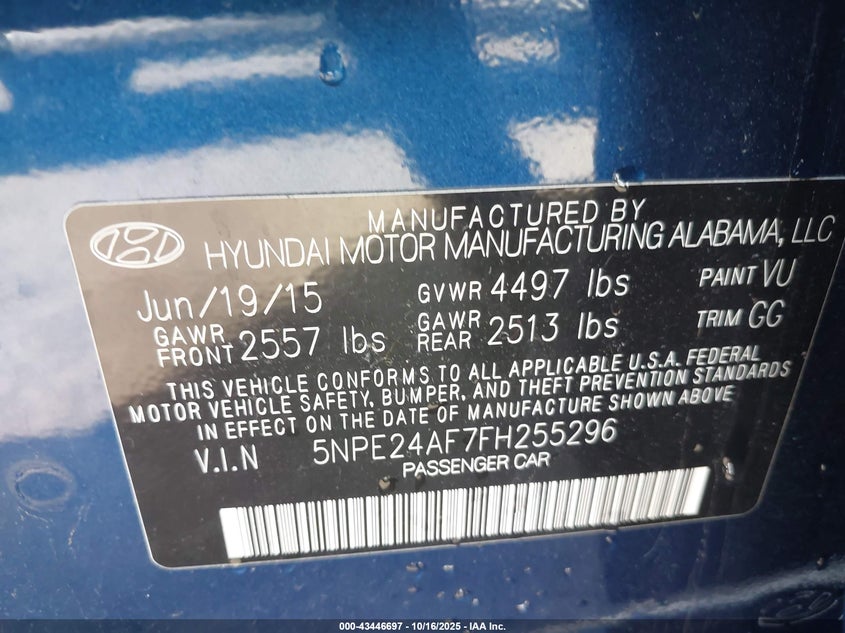 MANUFACTURED BY
HYUNDAI MOTOR MANUFACTURING ALABAMA, LLC
Jun/19/15 GVWR 4497 lbs PAINT VU
GAWR FRONT 2557 lbs GAWR REAR 2513 lbs TRIM GG
THIS VEHICLE CONFORMS TO ALL APPLICABLE U.S.A. FEDERAL
MOTOR VEHICLE SAFETY, BUMPER, AND THEFT PREVENTION STANDARDS
IN EFFECT ON THE DATE OF MANUFACTURE SHOWN ABOVE
V.I.N 5NPE24AF7FH255296
PASSENGER CAR
000-43446697 - 10/16/2025 - IAA Inc.